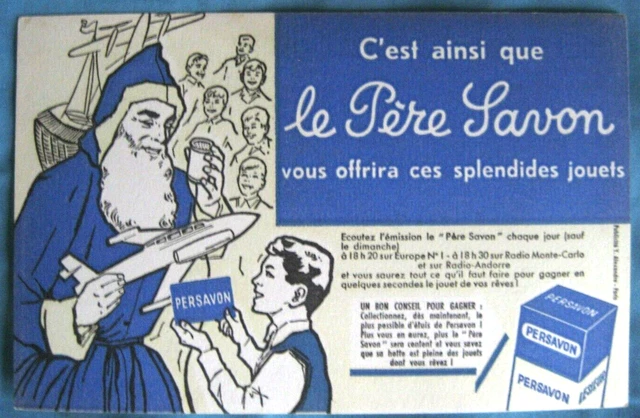 C'est ainsi que
le Père Savon
vous offrira ces splendides jouets
Ecoutez l'émission le "Père Savon" chaque jour (sauf
le dimanche)
à 18 h 20 sur Europe N° 1 - à 18 h 30 sur Radio Monte-Carlo
et sur Radio-Andorre
et vous saurez tout ce qu'il faut faire pour gagner en
quelques secondes le jouet de vos rêves !
UN BON CONSEIL POUR GAGNER :
Collectionnez, dès maintenant, le
plus possible d'étuis de Persavon !
Plus vous en aurez, plus le "Père
Savon" sera content et vous savez
que sa hotte est pleine des jouets
dont vous rêvez !
PERSAVON
PERSAVON
PERSAVON
PERSAVON
PERSAVON